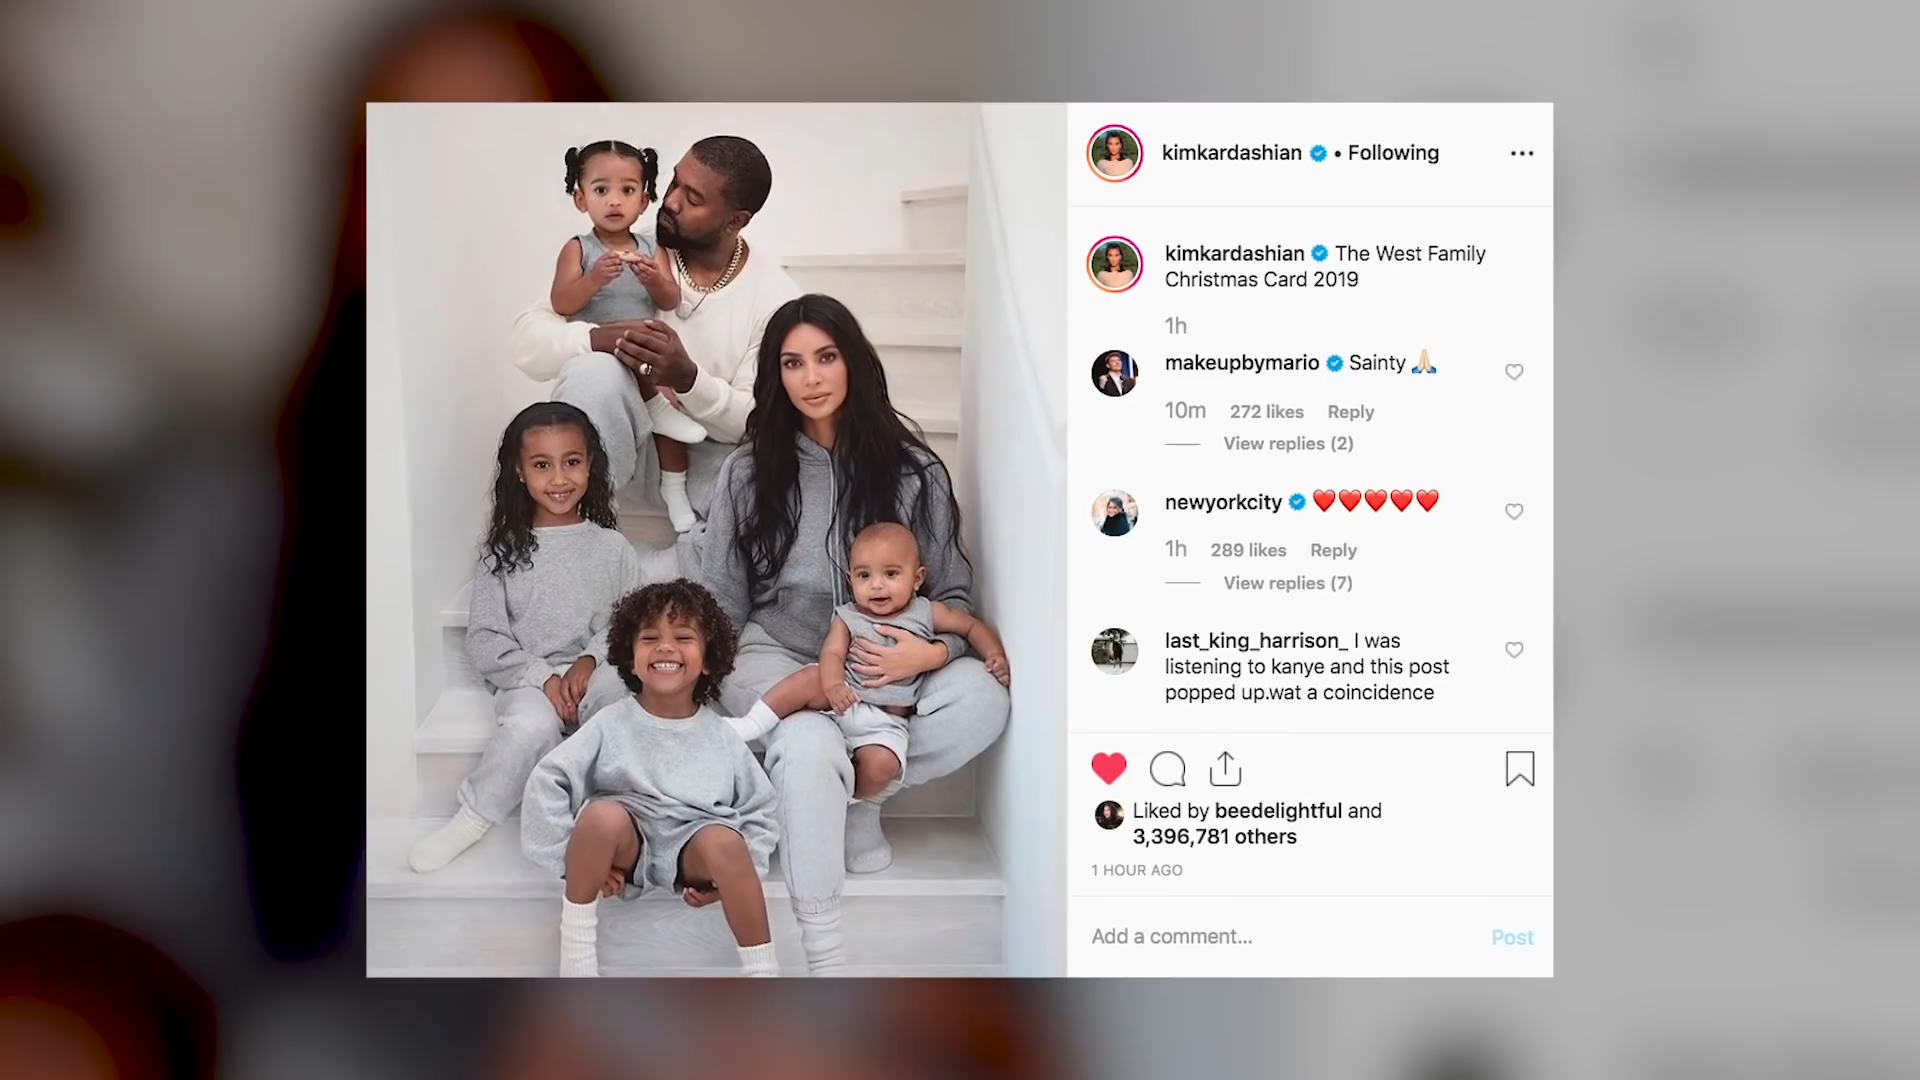 kimkardashian • Following
kimkardashian The West Family
Christmas Card 2019
1h
makeupbymario Sainty 🙏🏻
10m 272 likes Reply
View replies (2)
newyorkcity ❤️❤️❤️❤️❤️
1h 289 likes Reply
View replies (7)
last_king_harrison_ I was
listening to kanye and this post
popped up.wat a coincidence
Liked by beedelightful and
3,396,781 others
1 HOUR AGO
Add a comment... Post